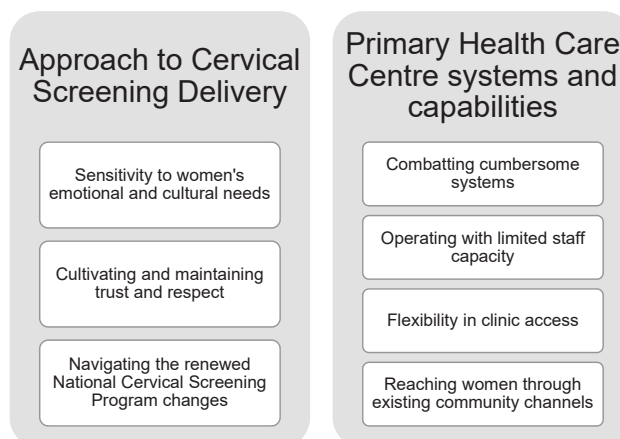 Approach to Cervical
Screening Delivery
Sensitivity to women's
emotional and cultural needs
Cultivating and maintaining
trust and respect
Navigating the renewed
National Cervical Screening
Program changes
Primary Health Care
Centre systems and
capabilities
Combatting cumbersome
systems
Operating with limited staff
capacity
Flexibility in clinic access
Reaching women through
existing community channels